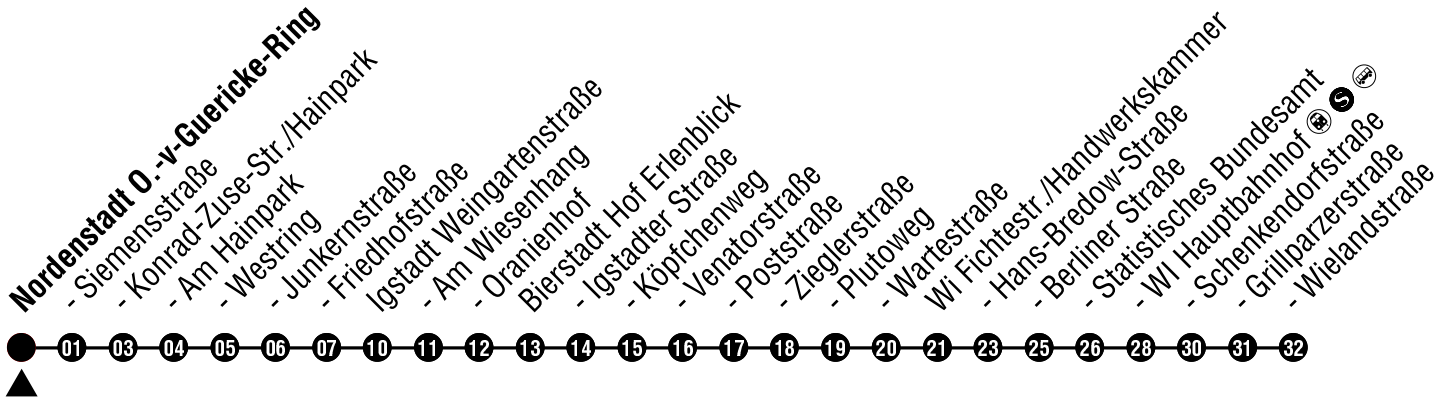 Nordenstadt O.-v-Guericke-Ring
- Siemensstraße
- Konrad-Zuse-Str./Hainpark
- Am Hainpark
- Westring
- Junkernstraße
- Friedhofstraße
Igstadt Weingartenstraße
- Am Wiesenhang
- Oranienhof
Bierstadt Hof Erlenblick
- Igstadter Straße
- Köpfchenweg
- Venatorstraße
- Poststraße
- Zieglerstraße
- Plutoweg
- Wartestraße
Wi Fichtestr./Handwerkskammer
- Hans-Bredow-Straße
- Berliner Straße
- Statistisches Bundesamt
- WI Hauptbahnhof S
- Schenkendorfstraße
- Grillparzerstraße
- Wielandstraße
01 03 04 05 06 07 10 11 12 13 14 15 16 17 18 19 20 21 23 25 26 28 30 31 32